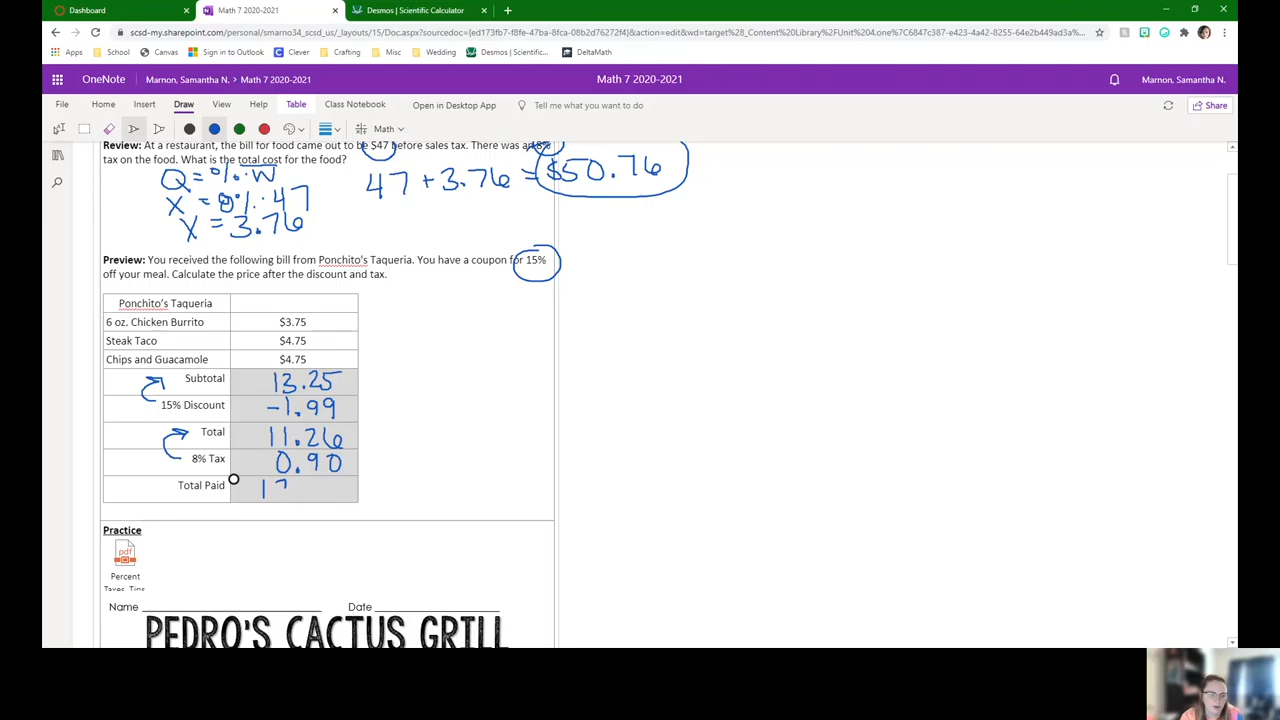 Dashboard
Math 7 2020-2021
Desmos | Scientific Calculator
Apps
School
Canvas
Sign in to Outlook
Clever
Crafting
Misc
Wedding
Desmos | Scientific...
DeltaMath
OneNote
Marnon, Samantha N. > Math 7 2020-2021
Math 7 2020-2021
Marnon, Samantha N.
File Home Insert Draw View Help Table Class Notebook Open in Desktop App Tell me what you want to do Share
Math
Review: At a restaurant, the bill for food came out to be $47 before sales tax. There was an 8%
tax on the food. What is the total cost for the food?
Q = % · W
X = 8% · 47
X = 3.76
47 + 3.76 = $50.76
Preview: You received the following bill from Ponchito's Taqueria. You have a coupon for 15%
off your meal. Calculate the price after the discount and tax.
Ponchito's Taqueria
6 oz. Chicken Burrito $3.75
Steak Taco $4.75
Chips and Guacamole $4.75
Subtotal 13.25
15% Discount -1.99
Total 11.26
8% Tax 0.90
Total Paid 1
Practice
pdf
Percent
Taxes, Tips
Name Date
PEDRO'S CACTUS GRILL